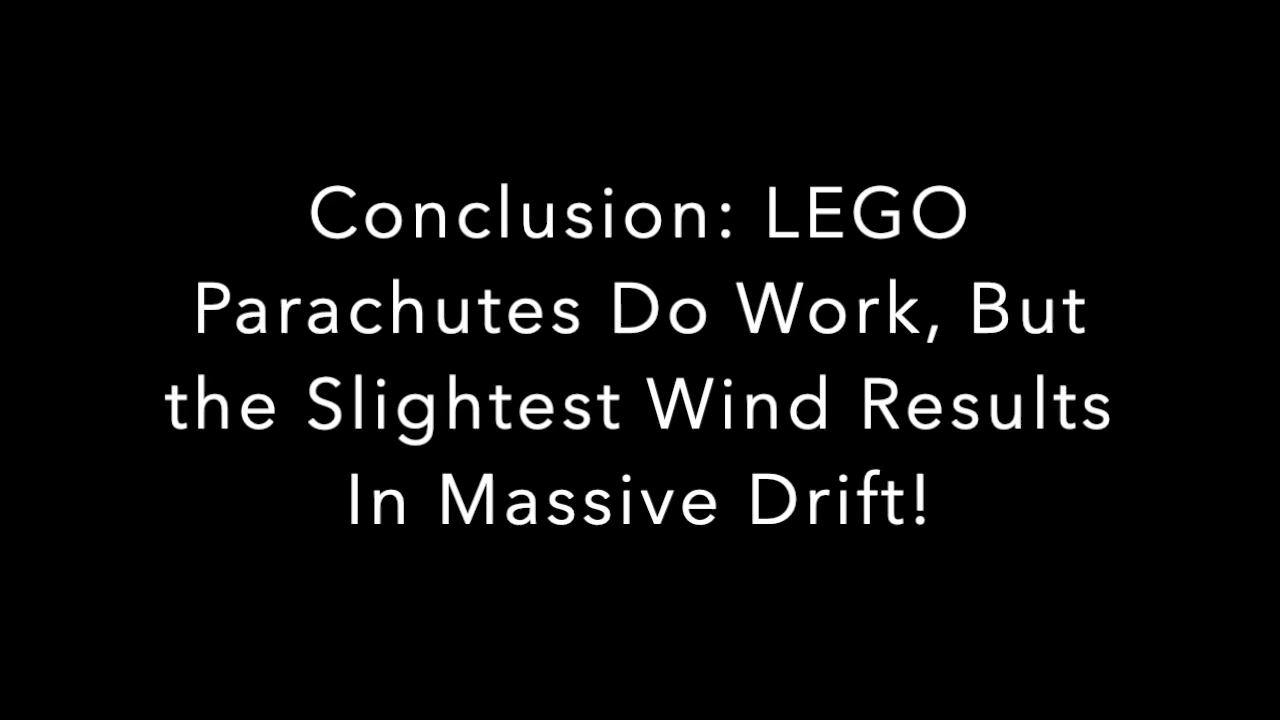 Conclusion: LEGO
Parachutes Do Work, But
the Slightest Wind Results
In Massive Drift!